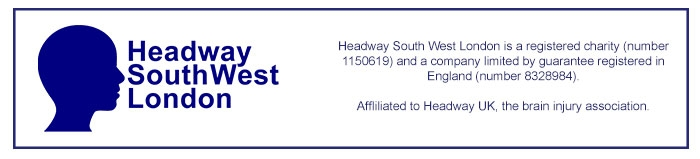 Headway
SouthWest
London
Headway South West London is a registered charity (number
1150619) and a company limited by guarantee registered in
England (number 8328984).
Affliliated to Headway UK, the brain injury association.